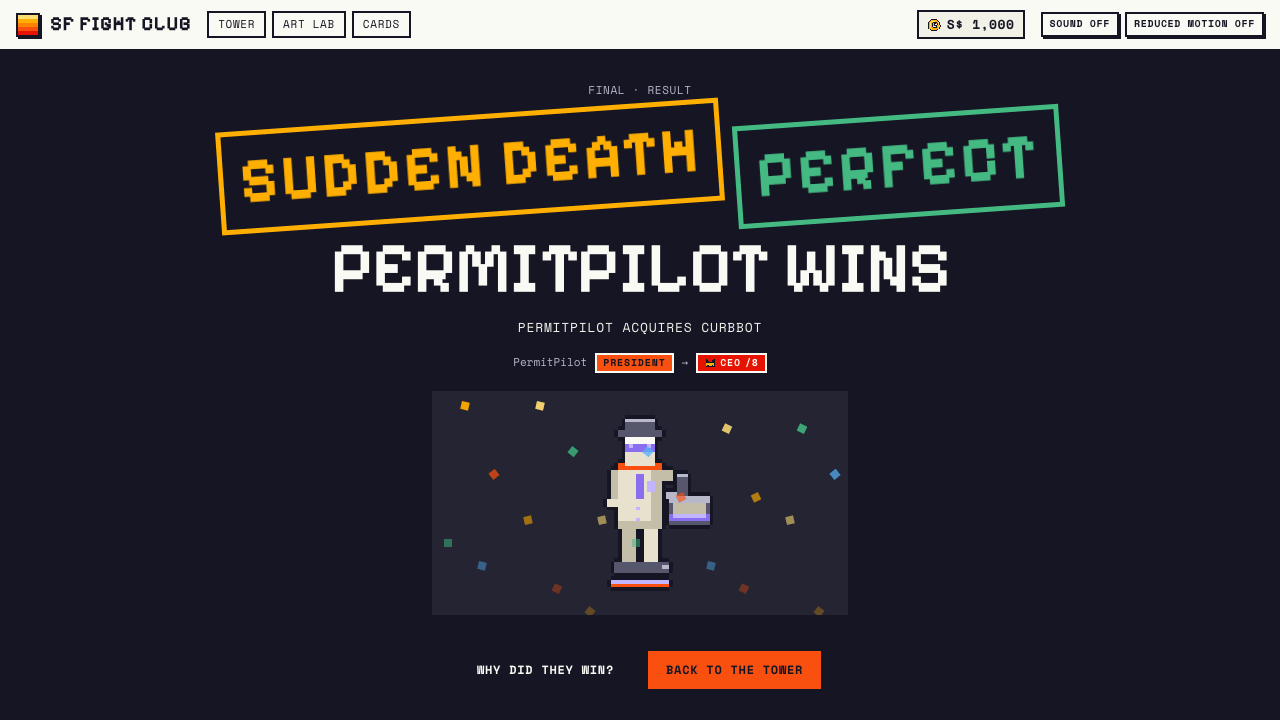 SF FIGHT CLUB
TOWER
ART LAB
CARDS
S$ 1,000
SOUND OFF
REDUCED MOTION OFF
FINAL · RESULT
SUDDEN DEATH
PERFECT
PERMITPILOT WINS
PERMITPILOT ACQUIRES CURBBOT
PermitPilot PRESIDENT → CEO /8
WHY DID THEY WIN?
BACK TO THE TOWER